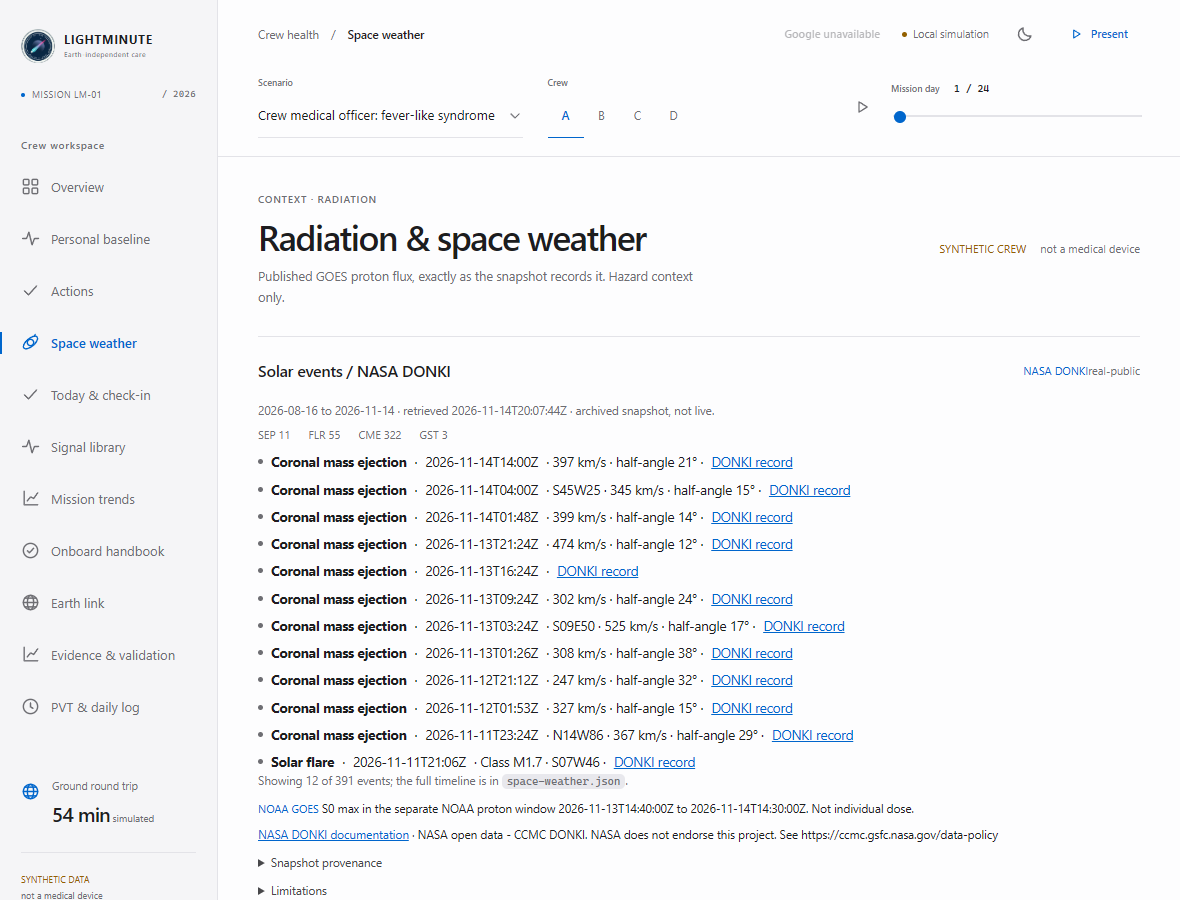 LIGHTMINUTE
Earth independent care
MISSION LM-01 / 2026
Crew workspace
Overview
Personal baseline
Actions
Space weather
Today & check-in
Signal library
Mission trends
Onboard handbook
Earth link
Evidence & validation
PVT & daily log
Ground round trip
54 min simulated
SYNTHETIC DATA
not a medical device
Crew health / Space weather
Google unavailable
Local simulation
Present
Scenario
Crew medical officer: fever-like syndrome
Crew
A B C D
Mission day 1 / 24
CONTEXT · RADIATION
Radiation & space weather
Published GOES proton flux, exactly as the snapshot records it. Hazard context
only.
SYNTHETIC CREW not a medical device
Solar events / NASA DONKI
NASA DONKIreal-public
2026-08-16 to 2026-11-14 · retrieved 2026-11-14T20:07:44Z · archived snapshot, not live.
SEP 11 FLR 55 CME 322 GST 3
Coronal mass ejection · 2026-11-14T14:00Z · 397 km/s · half-angle 21° · DONKI record
Coronal mass ejection · 2026-11-14T04:00Z · S45W25 · 345 km/s · half-angle 15° · DONKI record
Coronal mass ejection · 2026-11-14T01:48Z · 399 km/s · half-angle 14° · DONKI record
Coronal mass ejection · 2026-11-13T21:24Z · 474 km/s · half-angle 12° · DONKI record
Coronal mass ejection · 2026-11-13T16:24Z · DONKI record
Coronal mass ejection · 2026-11-13T09:24Z · 302 km/s · half-angle 24° · DONKI record
Coronal mass ejection · 2026-11-13T03:24Z · S09E50 · 525 km/s · half-angle 17° · DONKI record
Coronal mass ejection · 2026-11-13T01:26Z · 308 km/s · half-angle 38° · DONKI record
Coronal mass ejection · 2026-11-12T21:12Z · 247 km/s · half-angle 32° · DONKI record
Coronal mass ejection · 2026-11-12T01:53Z · 327 km/s · half-angle 15° · DONKI record
Coronal mass ejection · 2026-11-11T23:24Z · N14W86 · 367 km/s · half-angle 29° · DONKI record
Solar flare · 2026-11-11T21:06Z · Class M1.7 · S07W46 · DONKI record
Showing 12 of 391 events; the full timeline is in space-weather.json.
NOAA GOES S0 max in the separate NOAA proton window 2026-11-13T14:40:00Z to 2026-11-14T14:30:00Z. Not individual dose.
NASA DONKI documentation · NASA open data - CCMC DONKI. NASA does not endorse this project. See https://ccmc.gsfc.nasa.gov/data-policy
Snapshot provenance
Limitations